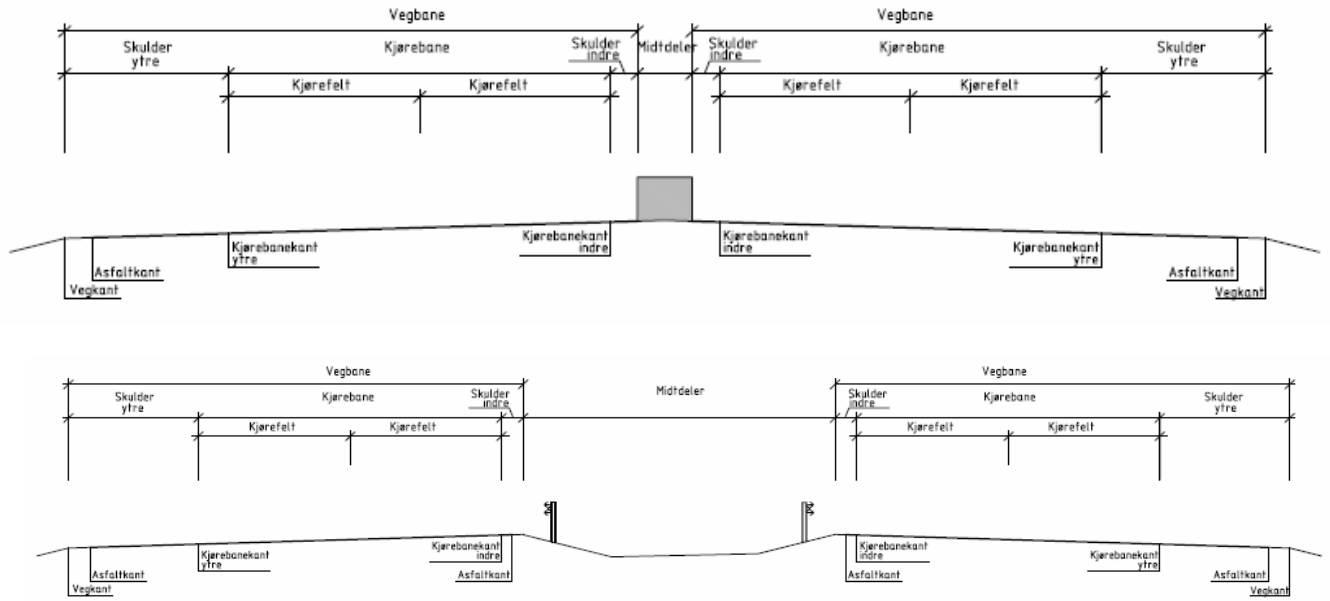 Vegbane
Vegbane
Skulder
ytre
Kjørebane
Skulder
indre
Midtdeler
Skulder
indre
Kjørebane
Skulder
ytre
Kjørefelt
Kjørefelt
Kjørefelt
Kjørefelt
Kjørebanekant
ytre
Kjørebanekant
indre
Kjørebanekant
indre
Kjørebanekant
ytre
Asfaltkant
Asfaltkant
Vegkant
Vegkant
Vegbane
Vegbane
Skulder
ytre
Kjørebane
Skulder
indre
Midtdeler
Skulder
indre
Kjørebane
Skulder
ytre
Kjørefelt
Kjørefelt
Kjørefelt
Kjørefelt
Kjørebanekant
ytre
Kjørebanekant
indre
Kjørebanekant
indre
Kjørebanekant
ytre
Asfaltkant
Asfaltkant
Asfaltkant
Asfaltkant
Vegkant
Vegkant